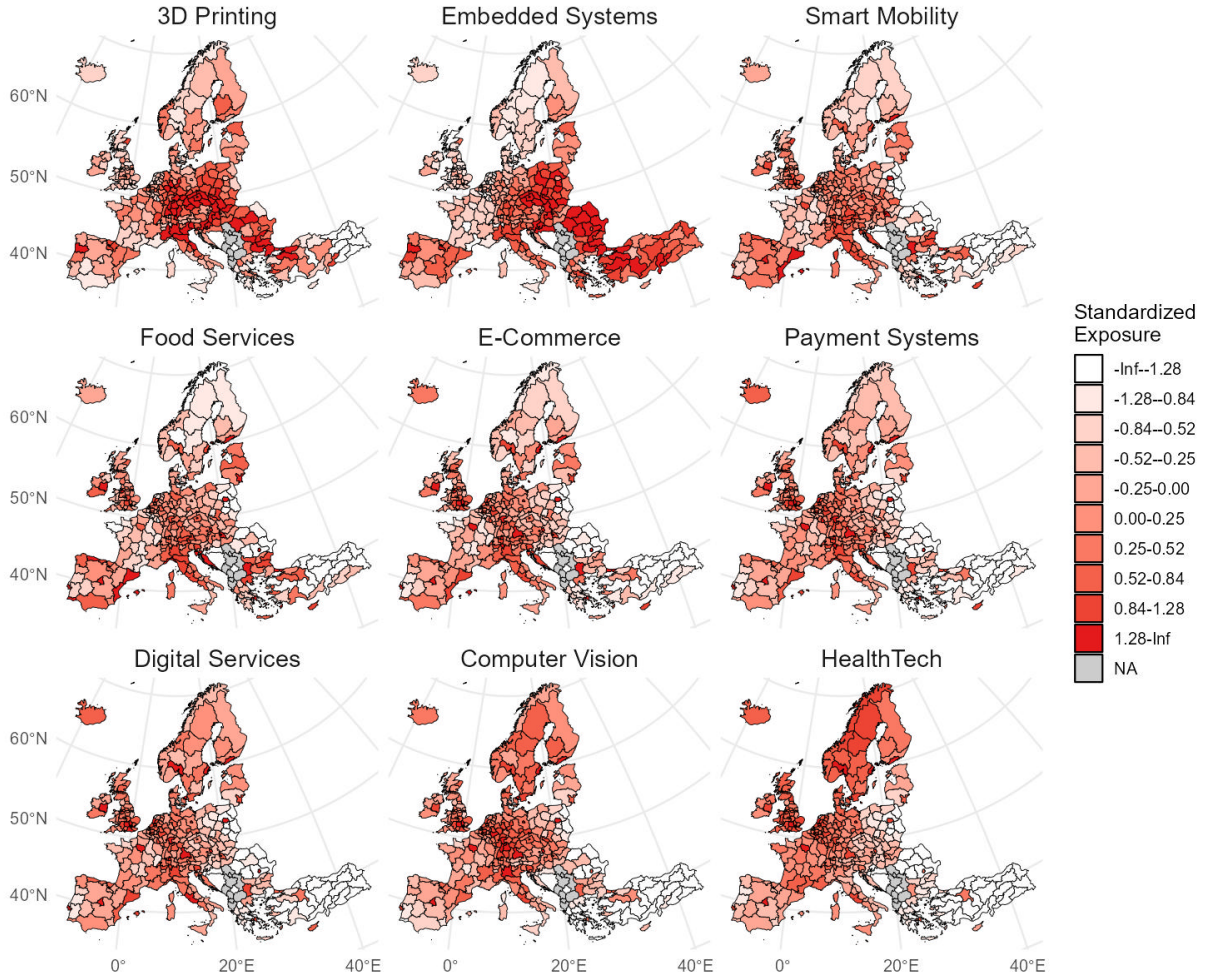 3D Printing
Embedded Systems
Smart Mobility
60°N
50°N
40°N
Food Services
E-Commerce
Payment Systems
60°N
50°N
40°N
Digital Services
Computer Vision
HealthTech
60°N
50°N
40°N
0°
20°E
40°E
0°
20°E
40°E
0°
20°E
40°E
Standardized
Exposure
-Inf--1.28
-1.28--0.84
-0.84--0.52
-0.52--0.25
-0.25-0.00
0.00-0.25
0.25-0.52
0.52-0.84
0.84-1.28
1.28-Inf
NA